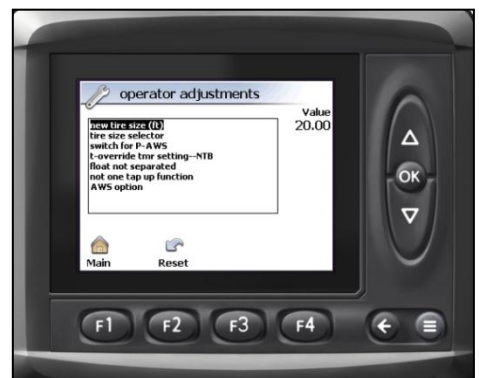 operator adjustments
Value
new tire size (ft)
20.00
tire size selector
switch for P-AWS
t-override tmr setting--NTB
float not separated
not one tap up function
AWS option
Main
Reset
OK
F1
F2
F3
F4